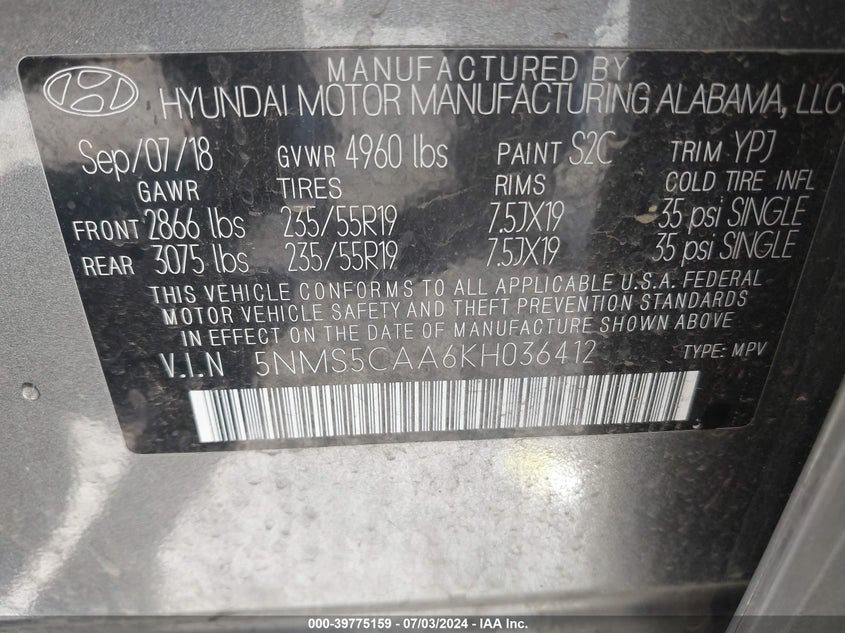 MANUFACTURED BY
HYUNDAI MOTOR MANUFACTURING ALABAMA, LLC
Sep/07/18 GVWR 4960 lbs PAINT S2C TRIM YPJ
GAWR TIRES RIMS COLD TIRE INFL
FRONT 2866 lbs 235/55R19 7.5JX19 35 psi SINGLE
REAR 3075 lbs 235/55R19 7.5JX19 35 psi SINGLE
THIS VEHICLE CONFORMS TO ALL APPLICABLE U.S.A. FEDERAL
MOTOR VEHICLE SAFETY AND THEFT PREVENTION STANDARDS
IN EFFECT ON THE DATE OF MANUFACTURE SHOWN ABOVE
V.I.N 5NMS5CAA6KH036412 TYPE: MPV
000-39775159 - 07/03/2024 - IAA Inc.